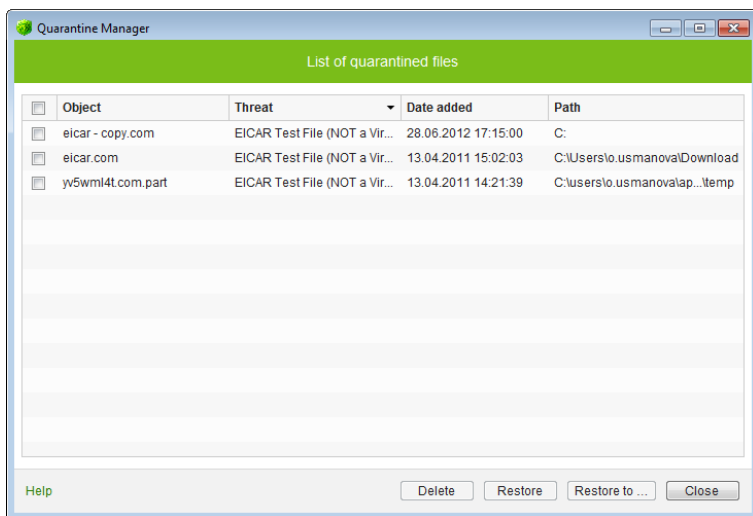 Quarantine Manager
List of quarantined files
Object Threat Date added Path
eicar - copy.com EICAR Test File (NOT a Vir... 28.06.2012 17:15:00 C:
eicar.com EICAR Test File (NOT a Vir... 13.04.2011 15:02:03 C:\Users\o.usmanova\Download
yv5wml4t.com.part EICAR Test File (NOT a Vir... 13.04.2011 14:21:39 C:\users\o.usmanova\ap...\temp
Help Delete Restore Restore to ... Close